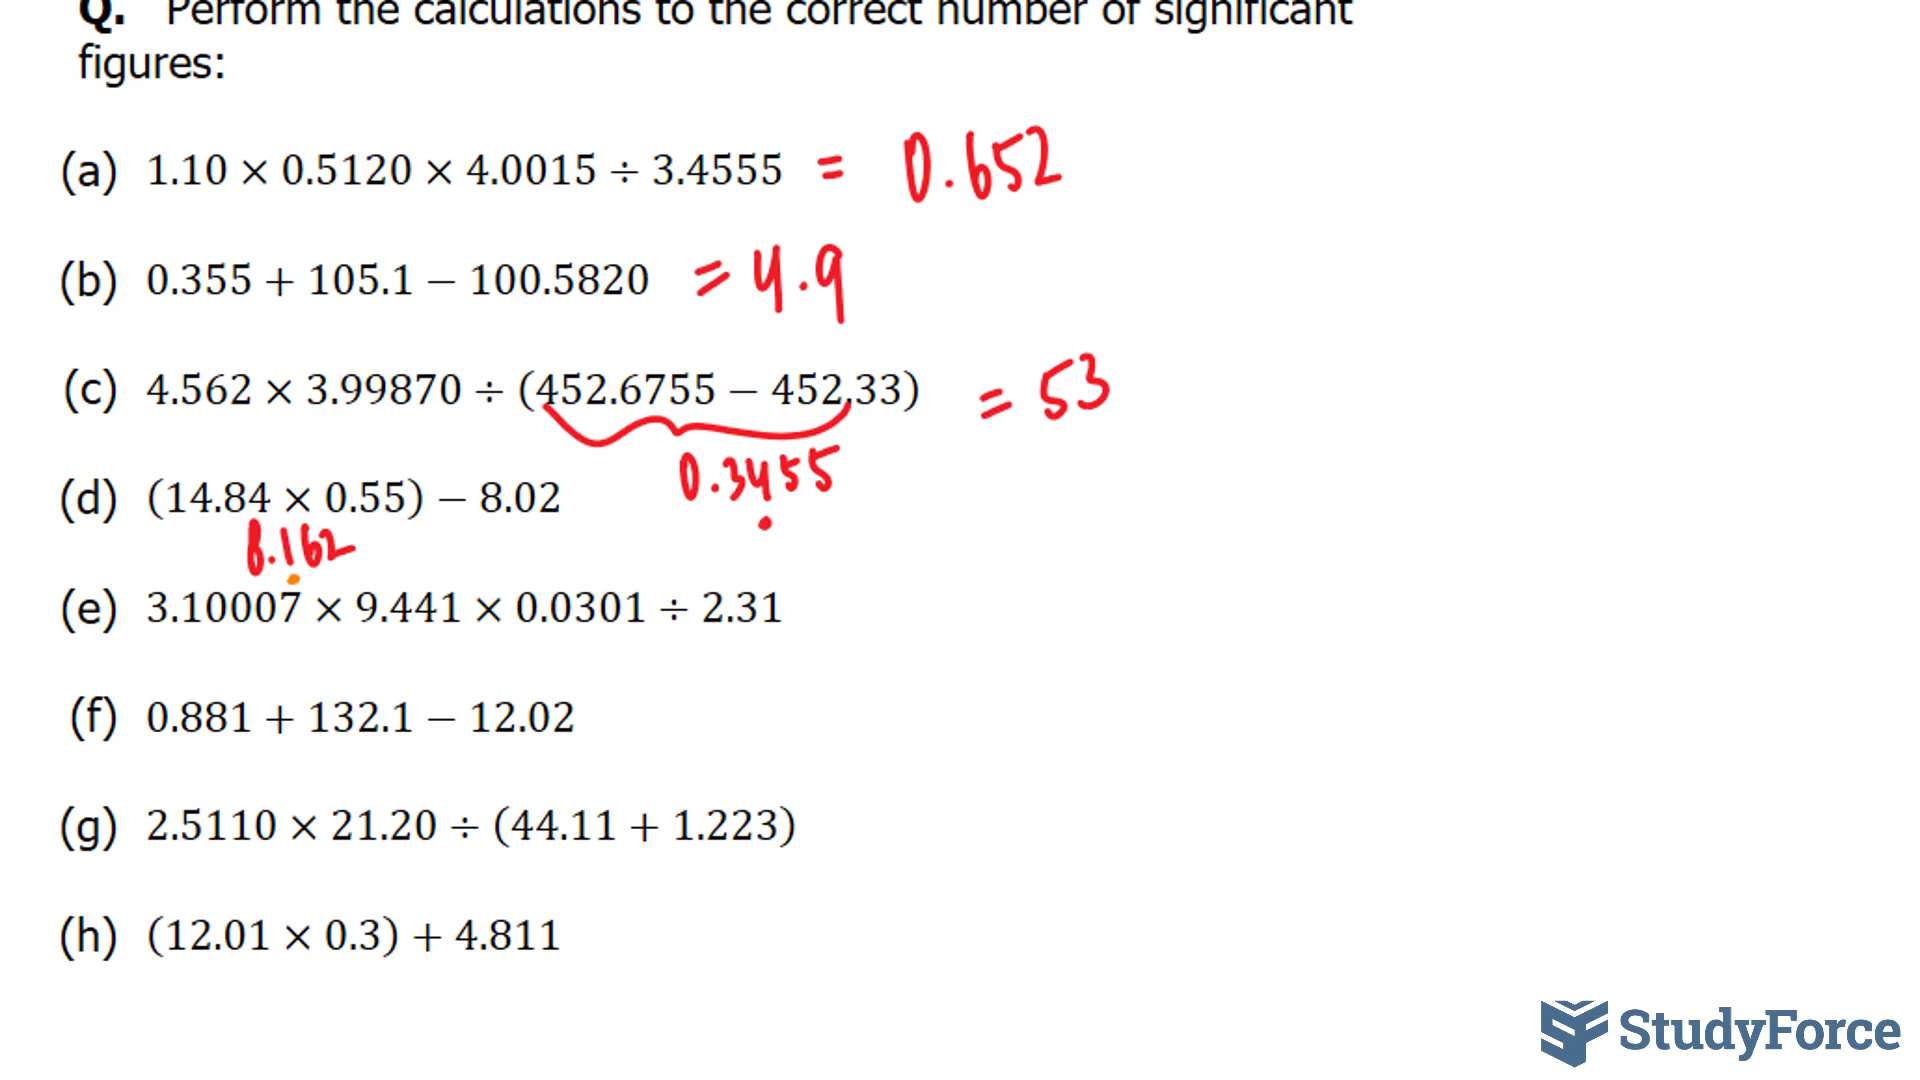 Q. Perform the calculations to the correct number of significant
figures:
(a) 1.10 × 0.5120 × 4.0015 ÷ 3.4555 = 0.652
(b) 0.355 + 105.1 − 100.5820 = 4.9
(c) 4.562 × 3.99870 ÷ (452.6755 − 452.33) = 53
0.3455
(d) (14.84 × 0.55) − 8.02
8.162
(e) 3.10007 × 9.441 × 0.0301 ÷ 2.31
(f) 0.881 + 132.1 − 12.02
(g) 2.5110 × 21.20 ÷ (44.11 + 1.223)
(h) (12.01 × 0.3) + 4.811
StudyForce